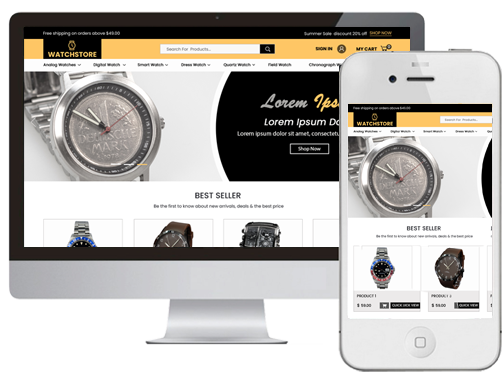 Free shipping on orders above $49.00
Summer Sale discount 20% off SHOP NOW
WATCHSTORE
Search For Products...
SIGN IN
MY CART
Analog Watches
Digital Watch
Smart Watch
Dress Watch
Quartz Watch
Field Watch
Chronograph
Lorem Ips
Lorem Ipsum Do
Lorem ipsum dolor sit amet, consectetu
Shop Now
BEST SELLER
Be the first to know about new arrivals, deals & the best price
Free shipping on orders above $49.00
WATCHSTORE
Search For Products...
Analog Watches
Digital Watch
Smart Watch
Dress Watch
BEST SELLER
Be the first to know about new arrivals, deals & the best price
PRODUCT 1
$ 59.00
QUICK VIEW
PRODUCT 2
$ 59.00
QUICK VIEW